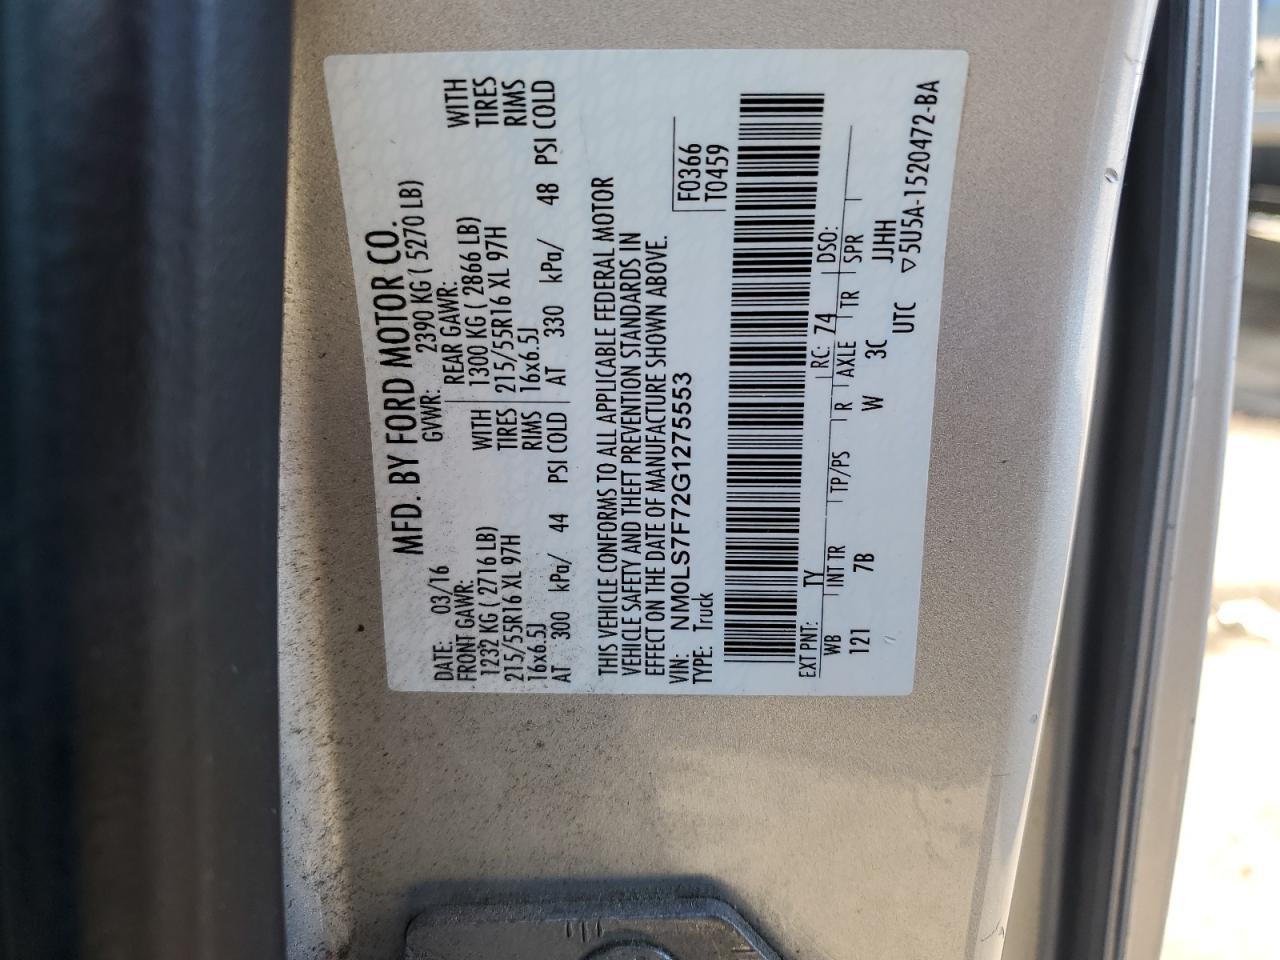 MFD. BY FORD MOTOR CO.
DATE: 03/16 GVWR: 2390 KG ( 5270 LB)
FRONT GAWR: REAR GAWR:
1232 KG ( 2716 LB) WITH 1300 KG ( 2866 LB) WITH
215/55R16 XL 97H TIRES 215/55R16 XL 97H TIRES
16x6.5J RIMS 16x6.5J RIMS
AT 300 kPa/ 44 PSI COLD AT 330 kPa/ 48 PSI COLD
THIS VEHICLE CONFORMS TO ALL APPLICABLE FEDERAL MOTOR
VEHICLE SAFETY AND THEFT PREVENTION STANDARDS IN
EFFECT ON THE DATE OF MANUFACTURE SHOWN ABOVE.
VIN: NM0LS7F72G1275553 F0366
TYPE: Truck T0459
EXT PNT: TY RC: 74 DSO:
WB INT TR TP/PS R AXLE TR SPR
121 7B W 3C JJHH
UTC ▽5U5A-1520472-BA